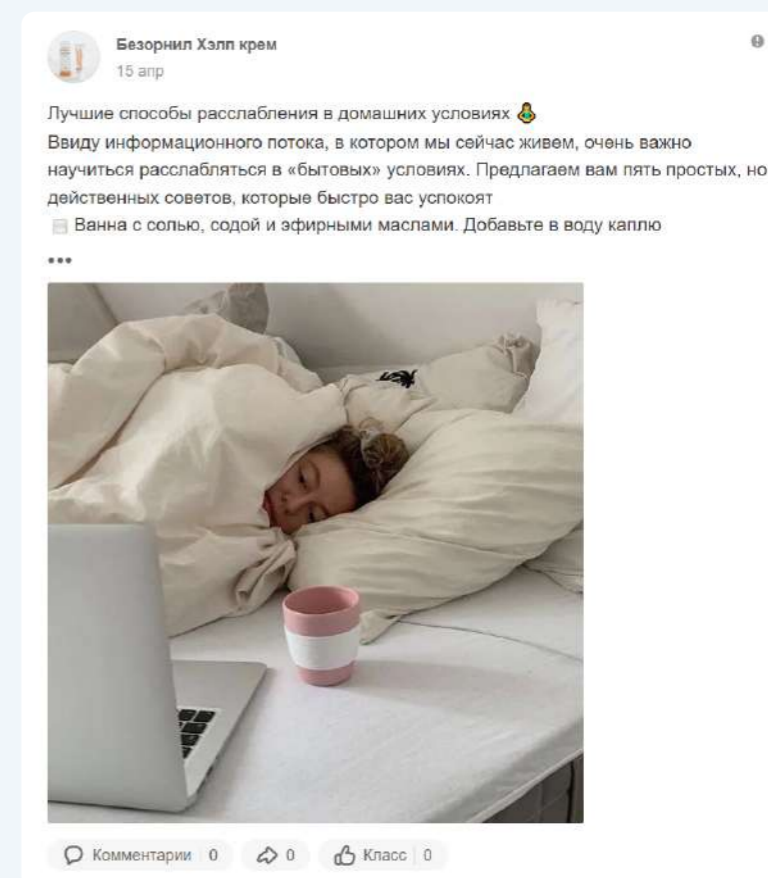 Безорнил Хэлп крем
15 апр
Лучшие способы расслабления в домашних условиях
Ввиду информационного потока, в котором мы сейчас живем, очень важно
научиться расслабляться в «бытовых» условиях. Предлагаем вам пять простых, но
действенных советов, которые быстро вас успокоят
Ванна с солью, содой и эфирными маслами. Добавьте в воду каплю
•••
Комментарии 0 0 Класс 0